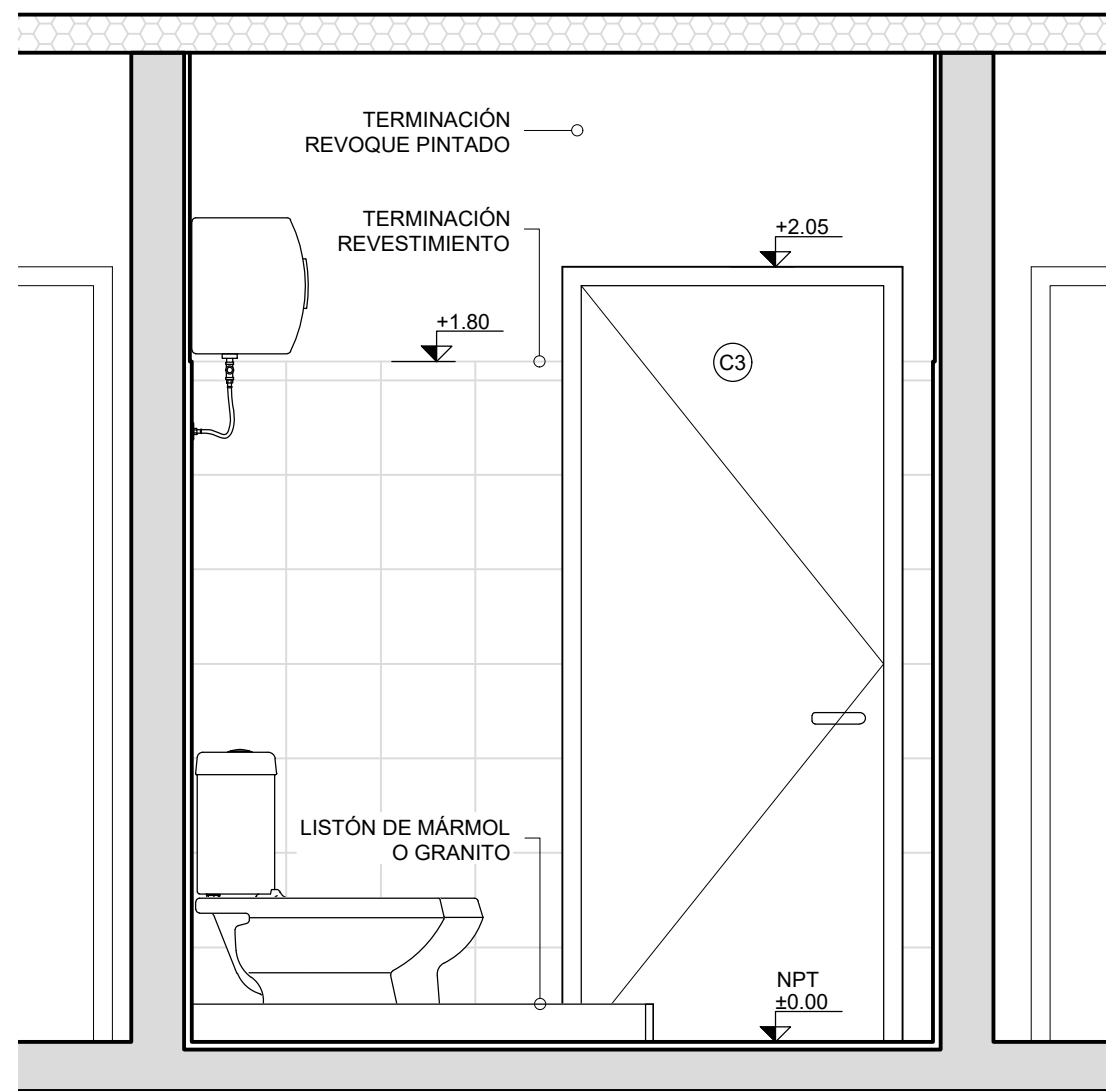 TERMINACIÓN
REVOQUE PINTADO
TERMINACIÓN
REVESTIMIENTO
+2.05
+1.80
C3
LISTÓN DE MÁRMOL
O GRANITO
NPT
±0.00